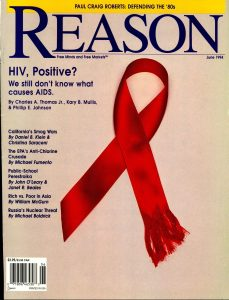 PAUL CRAIG ROBERTS: DEFENDING THE '80s
REASON
Free Minds and Free Markets
June 1994
HIV, Positive?
We still don't know what
causes AIDS.
By Charles A. Thomas Jr., Kary B. Mullis,
& Phillip E. Johnson
California's Smog Wars
By Daniel B. Klein &
Christina Saraceni
The EPA's Anti-Chlorine
Crusade
By Michael Fumento
Public-School
Perestroika
By John O'Leary &
Janet R. Beales
Rich vs. Poor in Asia
By William McGurn
Russia's Nuclear Threat
By Michael Boldrick